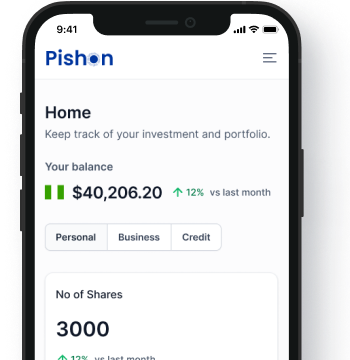 9:41
Pishon
Home
Keep track of your investment and portfolio.
Your balance
$40,206.20 12% vs last month
Personal Business Credit
No of Shares
3000
12% vs last month